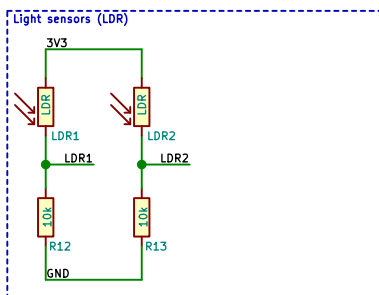 Light sensors (LDR)
3V3
LDR LDR
LDR1 LDR2
LDR1 LDR2
10k 10k
R12 R13
GND